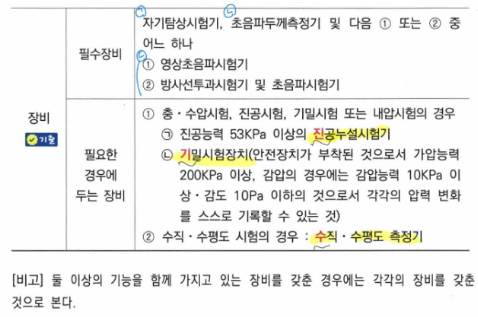 자기탐상시험기, 초음파두께측정기 및 다음 ① 또는 ② 중
어느 하나
필수장비
① 영상초음파시험기
② 방사선투과시험기 및 초음파시험기
장비
기출
필요한
경우에
두는 장비
① 충・수압시험, 진공시험, 기밀시험 또는 내압시험의 경우
㉠ 진공능력 53KPa 이상의 진공누설시험기
㉡ 기밀시험장치(안전장치가 부착된 것으로서 가압능력
200KPa 이상, 감압의 경우에는 감압능력 10KPa 이
상・감도 10Pa 이하의 것으로서 각각의 압력 변화
를 스스로 기록할 수 있는 것)
② 수직・수평도 시험의 경우 : 수직・수평도 측정기
[비고] 둘 이상의 기능을 함께 가지고 있는 장비를 갖춘 경우에는 각각의 장비를 갖춘
것으로 본다.